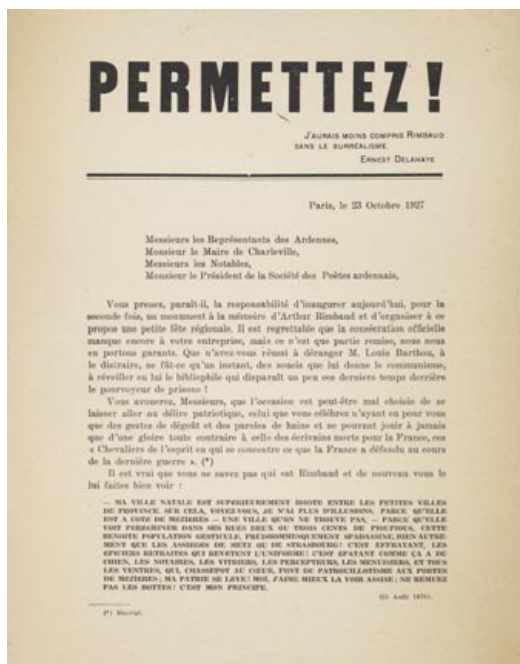 PERMETTEZ !
J'AURAIS MOINS COMPRIS RIMBAUD
SANS LE SURRÉALISME.
ERNEST DELAHAYE
Paris, le 23 Octobre 1927
Messieurs les Représentants des Ardennes,
Monsieur le Maire de Charleville,
Messieurs les Notables,
Monsieur le Président de la Société des Poètes ardennais,
Vous prenez, paraît-il, la responsabilité d'inaugurer aujourd'hui, pour la
seconde fois, un monument à la mémoire d'Arthur Rimbaud et d'organiser à ce
propos une petite fête régionale. Il est regrettable que la consécration officielle
manque encore à votre entreprise, mais ce n'est que partie remise, nous nous
en portons garants. Que n'avez-vous réussi à déranger M. Louis Barthou, à
le distraire, ne fût-ce qu'un instant, des soucis que lui donne le communisme,
à réveiller en lui le bibliophile qui disparaît un peu ces derniers temps derrière
le pourvoyeur de prisons !
Vous avouerez, Messieurs, que l'occasion est peut-être mal choisie de se
laisser aller au délire patriotique, celui que vous célébrez n'ayant eu pour vous
que des gestes de dégoût et des paroles de haine et ne pouvant jouir à jamais
que d'une gloire toute contraire à celle des écrivains morts pour la France, ces
« Chevaliers de l'esprit en qui se concentre ce que la France a défendu au cours
de la dernière guerre ». (*)
Il est vrai que vous ne savez pas qui est Rimbaud et de nouveau vous le
lui faites bien voir :
— MA VILLE NATALE EST SUPÉRIEUREMENT IDIOTE ENTRE LES PETITES VILLES
DE PROVINCE. SUR CELA, VOYEZ-VOUS, JE N'AI PLUS D'ILLUSIONS. PARCE QU'ELLE
EST A COTE DE MEZIERES — UNE VILLE QU'ON NE TROUVE PAS, — PARCE QU'ELLE
VOIT PEREGRINER DANS SES RUES DEUX OU TROIS CENTS DE PIOUPIOUS, CETTE
BENOITE POPULATION GESTICULE, PRUDHOMMESQUEMENT SPADASSINE, BIEN AUTRE-
MENT QUE LES ASSIEGES DE METZ OU DE STRASBOURG ! C'EST EFFRAYANT, LES
ÉPICIERS RETRAITES QUI REVETENT L'UNIFORME ! C'EST EPATANT COMME ÇA A DU
CHIEN, LES NOTAIRES, LES VITRIERS, LES PERCEPTEURS, LES MENUISIERS, ET TOUS
LES VENTRES, QUI, CHASSEPOT AU CŒUR, FONT DU PATROUILLOTISME AUX PORTES
DE MEZIERES ; MA PATRIE SE LEVE ! MOI, J'AIME MIEUX LA VOIR ASSISE ; NE REMUEZ
PAS LES BOTTES ! C'EST MON PRINCIPE.
Août
(*)